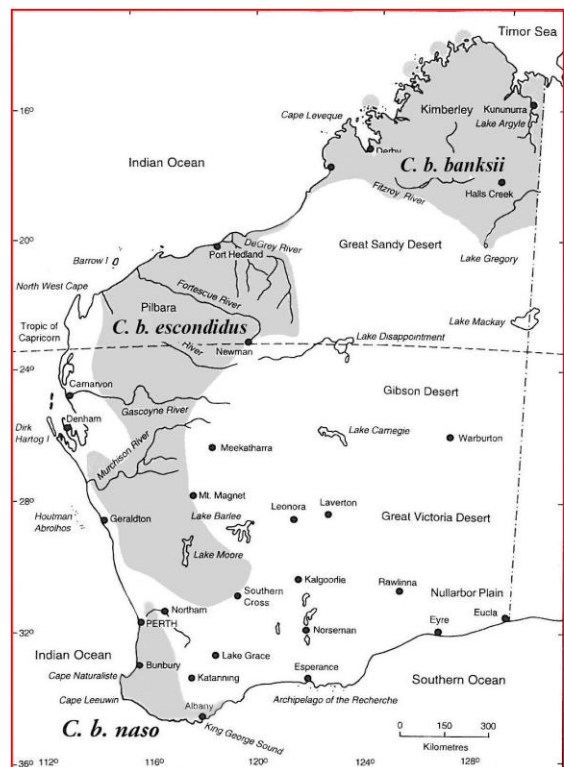 Timor Sea
16°
Kimberley
Kununurra
Cape Leveque
Lake Argyle
Derby
Indian Ocean
C. b. banksii
Halls Creek
Fitzroy River
20°
DeGrey River
Great Sandy Desert
Port Hedland
Lake Gregory
Barrow I
North West Cape
Fortescue River
Pilbara
Lake Mackay
Tropic of
Capricorn
C. b. escondidus
Lake Disappointment
River
Newman
24°
Gibson Desert
Carnarvon
Gascoyne River
Denham
Dirk
Hartog I
Lake Carnegie
Warburton
Murchison River
Meekatharra
28°
Mt. Magnet
Leonora
Laverton
Houtman
Abrolhos
Geraldton
Lake Barlee
Great Victoria Desert
Lake Moore
Kalgoorlie
Rawlinna
Nullarbor Plain
Southern
Cross
Northam
Eucla
PERTH
32°
Norseman
Eyre
Indian Ocean
Lake Grace
Bunbury
Esperance
Cape Naturaliste
Katanning
Southern Ocean
Cape Leeuwin
Albany
Archipelago of the Recherche
C. b. naso
King George Sound
0 150 300
Kilometres
36°
112°
116°
120°
124°
128°